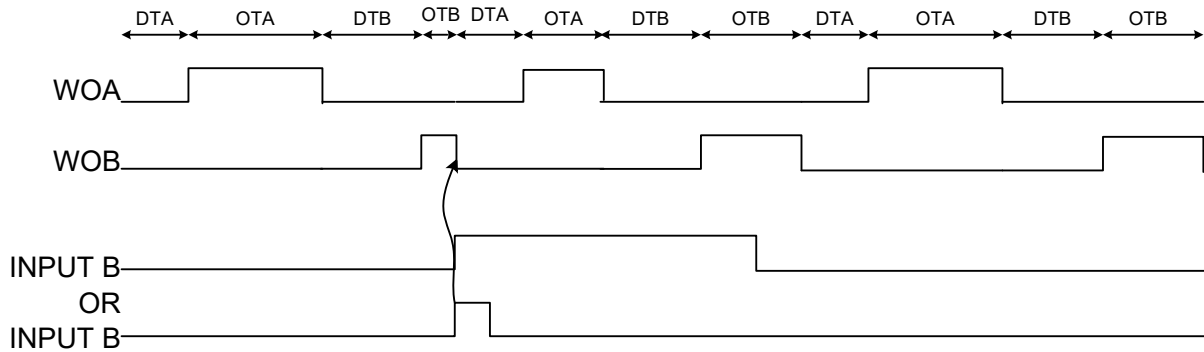 DTA OTA DTB OTB DTA OTA DTB OTB DTA OTA DTB OTB
WOA
WOB
INPUT B
OR
INPUT B